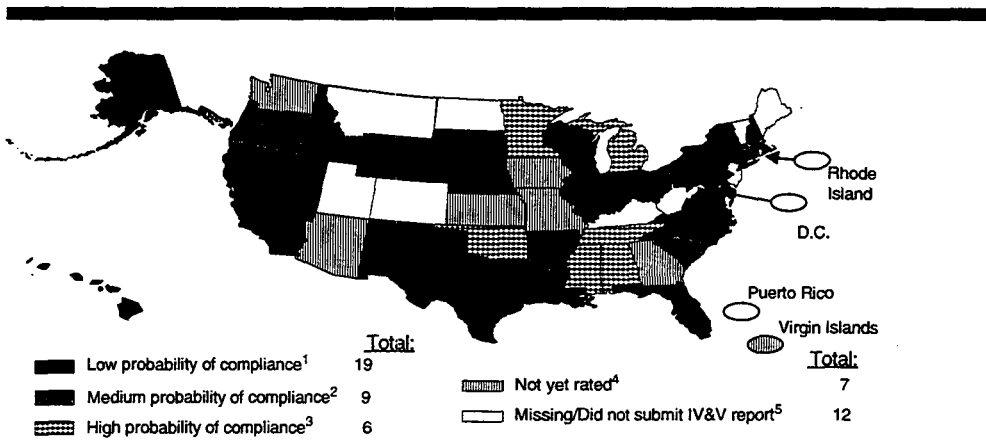 Rhode
Island
D.C.
Puerto Rico
Virgin Islands
Total:
Low probability of compliance1 19
Medium probability of compliance2 9
High probability of compliance3 6
Total:
Not yet rated4 7
Missing/Did not submit IV&V report5 12